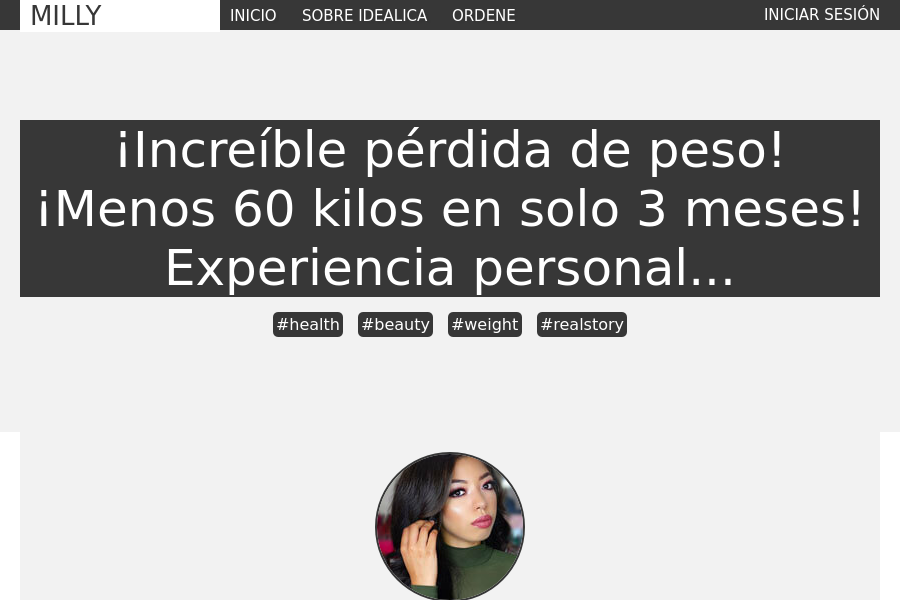 MILLY
INICIO SOBRE IDEALICA ORDENE
INICIAR SESIÓN
¡Increíble pérdida de peso!
¡Menos 60 kilos en solo 3 meses!
Experiencia personal...
#health #beauty #weight #realstory